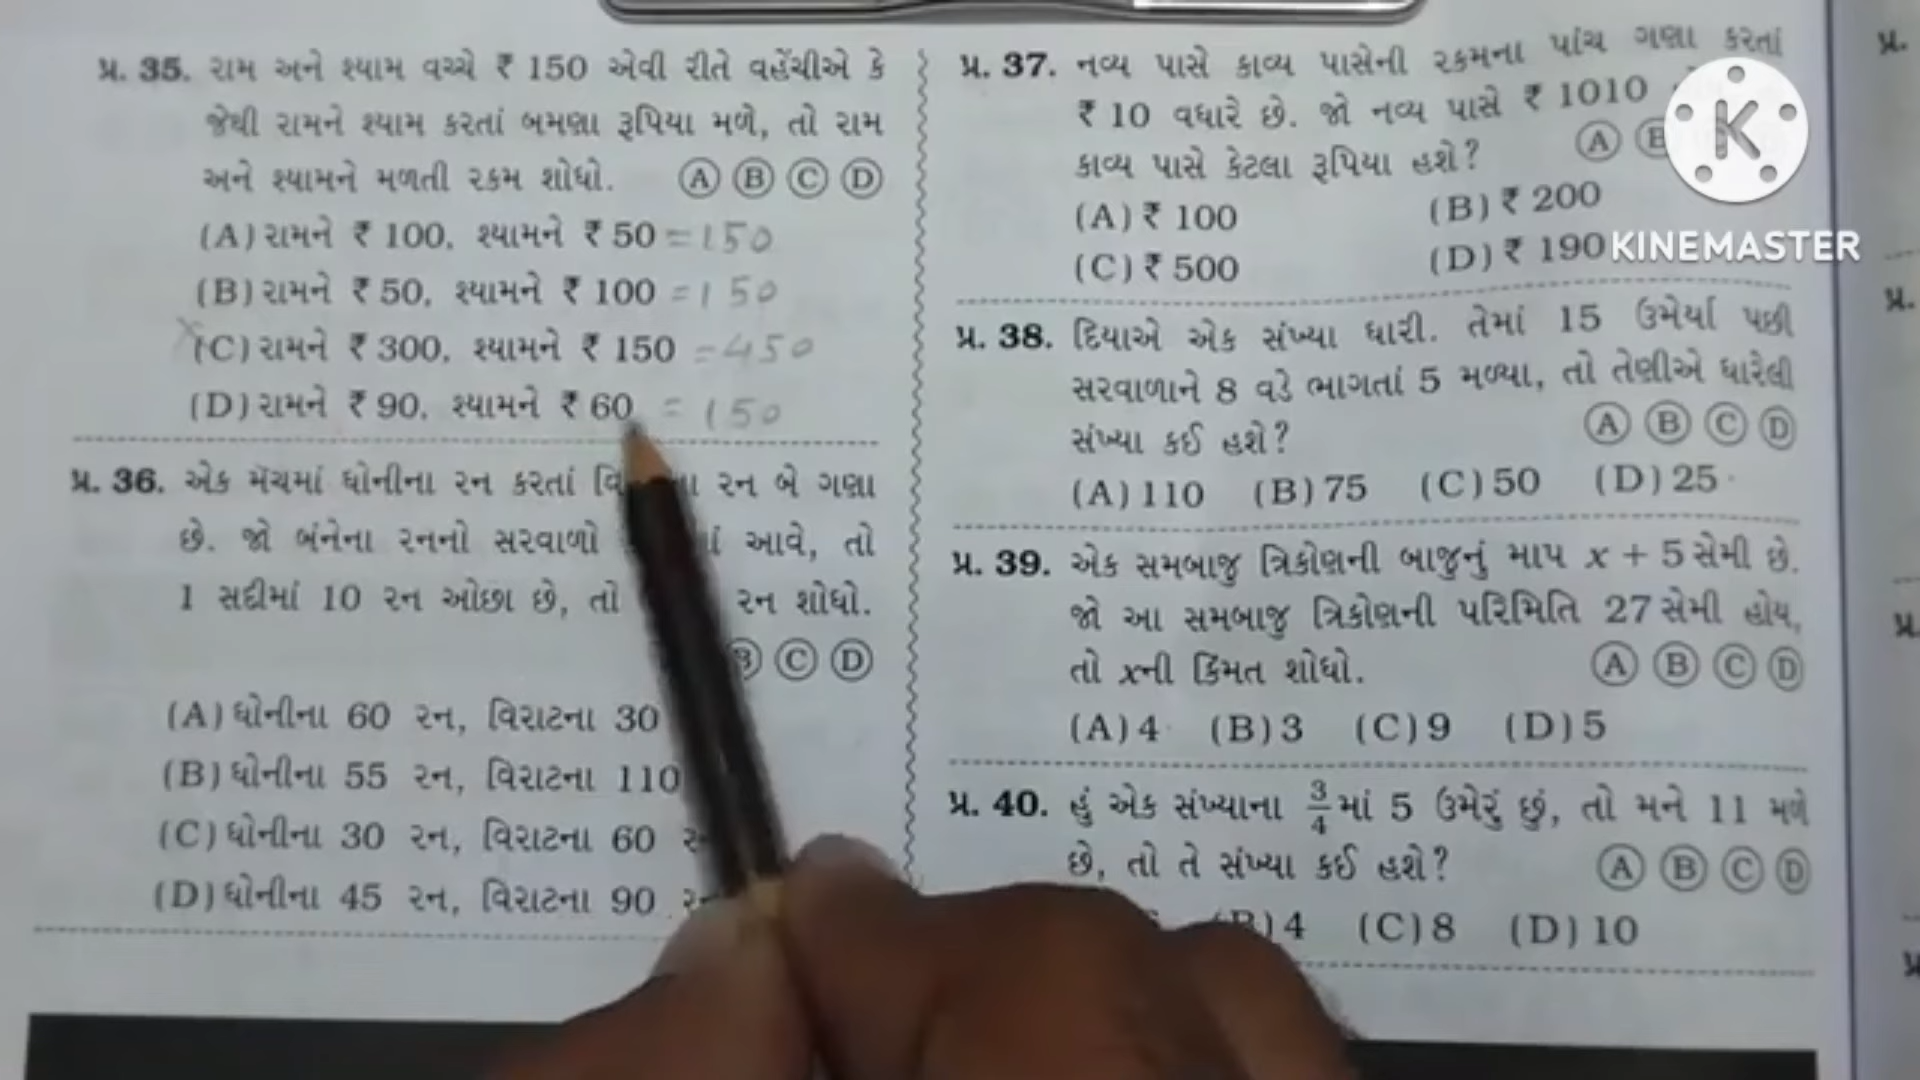 પ્ર. 35. રામ અને શ્યામ વચ્ચે ₹ 150 એવી રીતે વહેંચીએ કે
જેથી રામને શ્યામ કરતાં બમણા રૂપિયા મળે, તો રામ
અને શ્યામને મળતી રકમ શોધો. Ⓐ Ⓑ Ⓒ Ⓓ
(A) રામને ₹ 100, શ્યામને ₹ 50 = 150
(B) રામને ₹ 50, શ્યામને ₹ 100 = 150
(C) રામને ₹ 300, શ્યામને ₹ 150 = 450
(D) રામને ₹ 90, શ્યામને ₹ 60 = 150
પ્ર. 36. એક મૅચમાં ધોનીના રન કરતાં રન બે ગણા
છે. જો બંનેના રનનો સરવાળો આવે, તો
1 સદીમાં 10 રન ઓછા છે, તો રન શોધો.
Ⓒ Ⓓ
(A) ધોનીના 60 રન, વિરાટના 30
(B) ધોનીના 55 રન, વિરાટના 110
(C) ધોનીના 30 રન, વિરાટના 60
(D) ધોનીના 45 રન, વિરાટના 90
પ્ર. 37. નવ્ય પાસે કાવ્ય પાસેની રકમના પાંચ ગણા કરતાં
₹ 10 વધારે છે. જો નવ્ય પાસે ₹ 1010
કાવ્ય પાસે કેટલા રૂપિયા હશે? Ⓐ Ⓑ
(A) ₹ 100 (B) ₹ 200
(C) ₹ 500 (D) ₹ 190
KINEMASTER
પ્ર. 38. દિયાએ એક સંખ્યા ધારી. તેમાં 15 ઉમેર્યા પછી
સરવાળાને 8 વડે ભાગતાં 5 મળ્યા, તો તેણીએ ધારેલી
સંખ્યા કઈ હશે? Ⓐ Ⓑ Ⓒ Ⓓ
(A) 110 (B) 75 (C) 50 (D) 25
પ્ર. 39. એક સમબાજુ ત્રિકોણની બાજુનું માપ x + 5 સેમી છે.
જો આ સમબાજુ ત્રિકોણની પરિમિતિ 27 સેમી હોય,
તો xની કિંમત શોધો. Ⓐ Ⓑ Ⓒ Ⓓ
(A) 4 (B) 3 (C) 9 (D) 5
પ્ર. 40. હું એક સંખ્યાના 3/4 માં 5 ઉમેરું છું, તો મને 11 મળે
છે, તો તે સંખ્યા કઈ હશે? Ⓐ Ⓑ Ⓒ Ⓓ
(B) 4 (C) 8 (D) 10